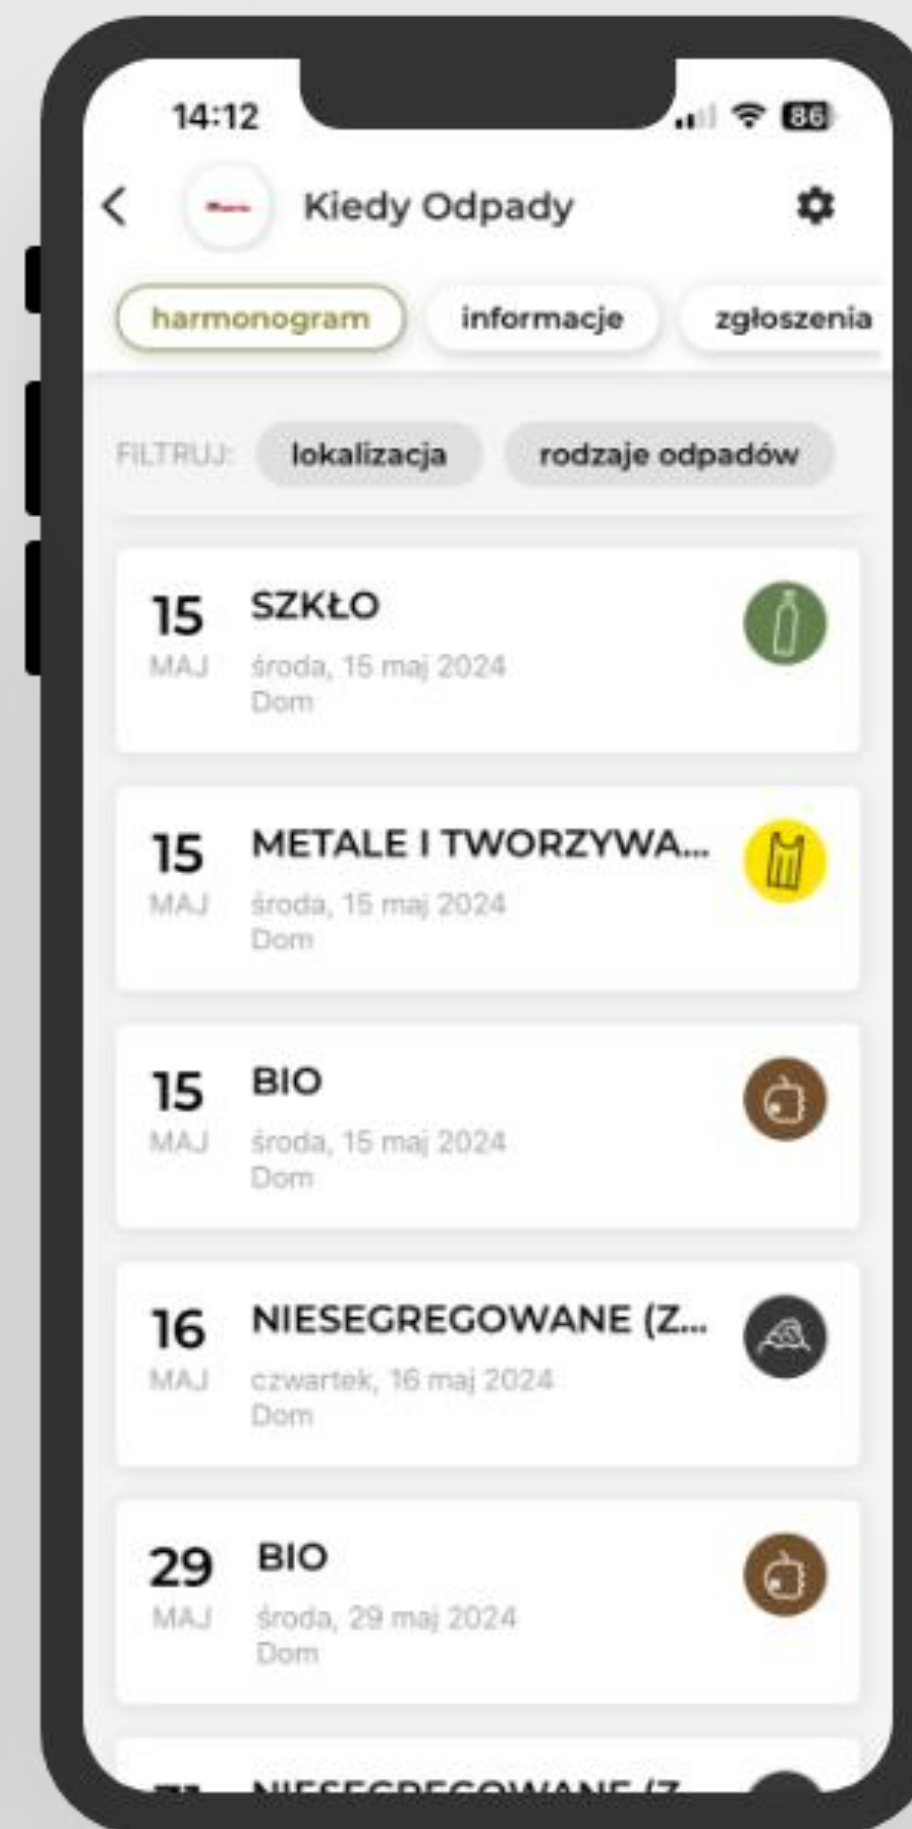 14:12
86
Kiedy Odpady
harmonogram
informacje
zgłoszenia
FILTRUJ:
lokalizacja
rodzaje odpadów
15
MAJ
SZKŁO
środa, 15 maj 2024
Dom
15
MAJ
METALE I TWORZYWA...
środa, 15 maj 2024
Dom
15
MAJ
BIO
środa, 15 maj 2024
Dom
16
MAJ
NIESEGREGOWANE (Z...
czwartek, 16 maj 2024
Dom
29
MAJ
BIO
środa, 29 maj 2024
Dom
31
NIESEGREGOWANE (Z